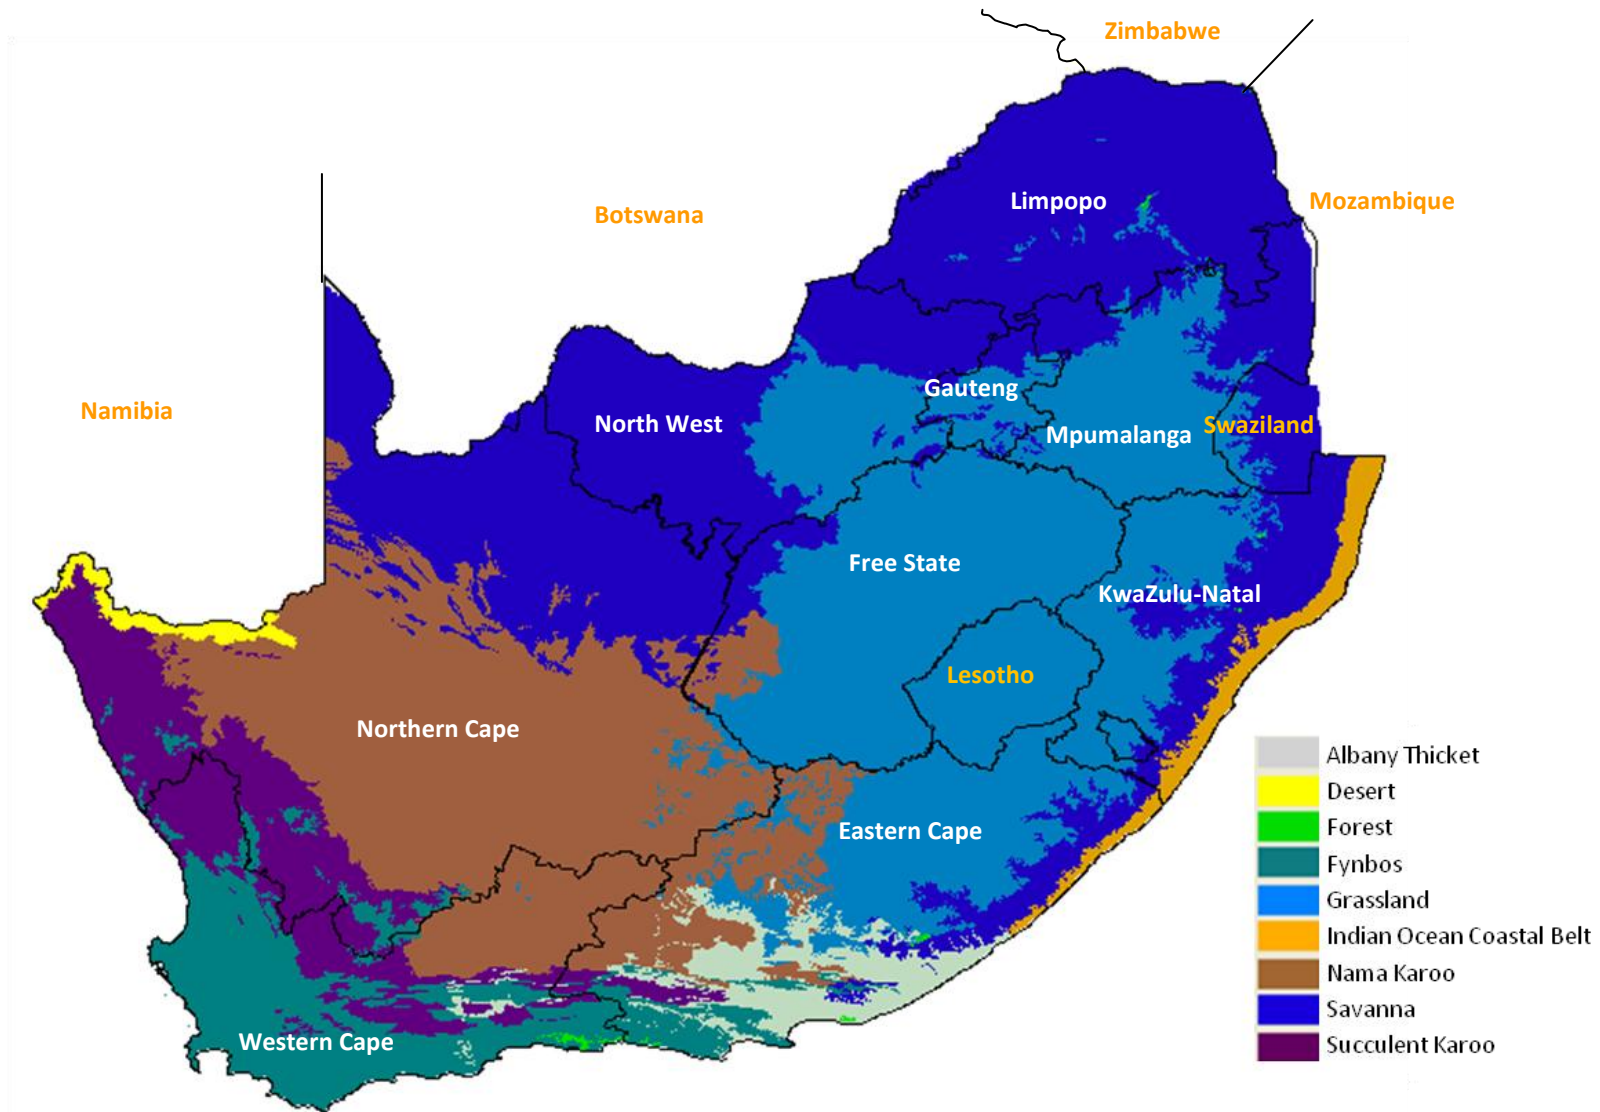 Zimbabwe
Limpopo
Mozambique
Botswana
Gauteng
Namibia
North West
Mpumalanga
Swaziland
Free State
KwaZulu-Natal
Lesotho
Northern Cape
Eastern Cape
Western Cape
Albany Thicket
Desert
Forest
Fynbos
Grassland
Indian Ocean Coastal Belt
Nama Karoo
Savanna
Succulent Karoo